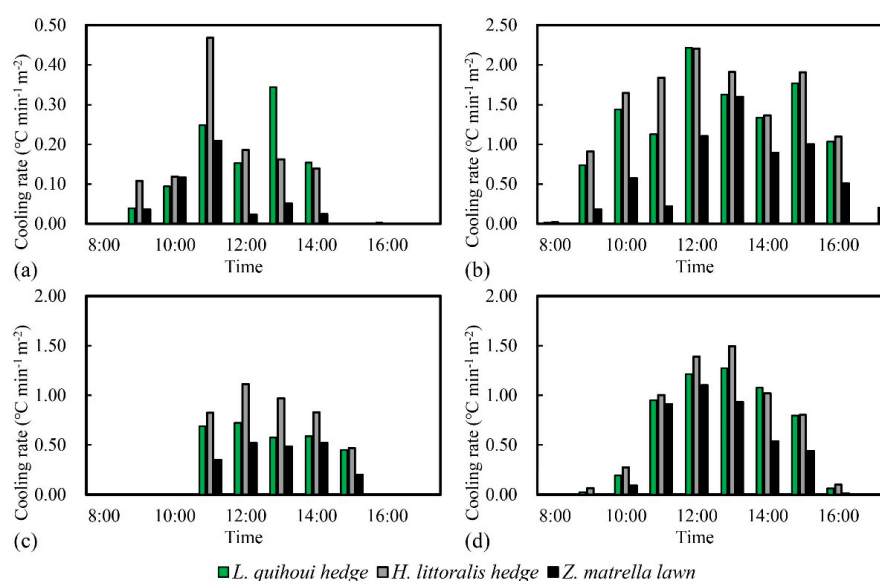 0.50
0.40
0.30
0.20
0.10
0.00
Cooling rate (°C min⁻¹ m⁻²)
8:00 10:00 12:00 14:00 16:00
Time
(a)
2.50
2.00
1.50
1.00
0.50
0.00
Cooling rate (°C min⁻¹ m⁻²)
8:00 10:00 12:00 14:00 16:00
Time
(b)
2.00
1.50
1.00
0.50
0.00
Cooling rate (°C min⁻¹ m⁻²)
8:00 10:00 12:00 14:00 16:00
Time
(c)
2.00
1.50
1.00
0.50
0.00
Cooling rate (°C min⁻¹ m⁻²)
8:00 10:00 12:00 14:00 16:00
Time
(d)
L. quihoui hedge H. littoralis hedge Z. matrella lawn